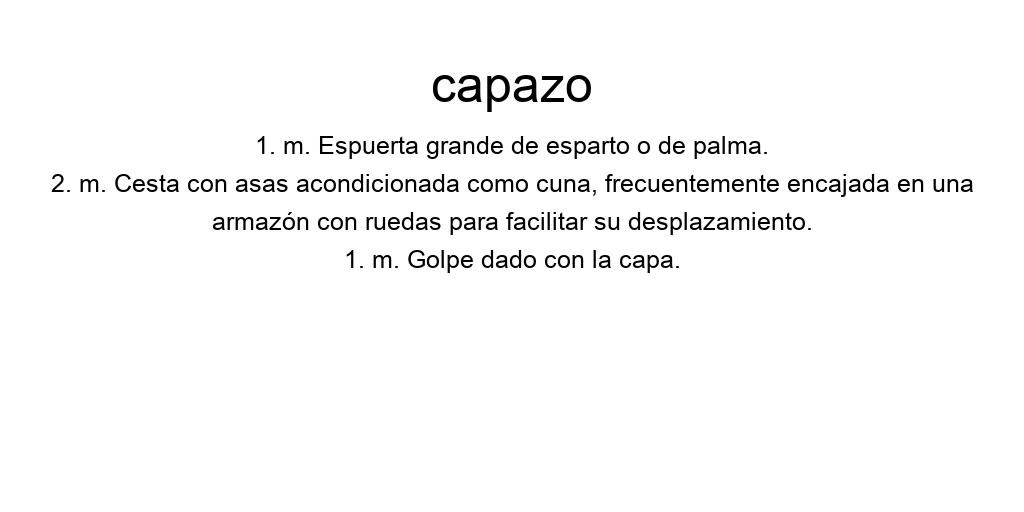 capazo
1. m. Espuerta grande de esparto o de palma.
2. m. Cesta con asas acondicionada como cuna, frecuentemente encajada en una
armazón con ruedas para facilitar su desplazamiento.
1. m. Golpe dado con la capa.